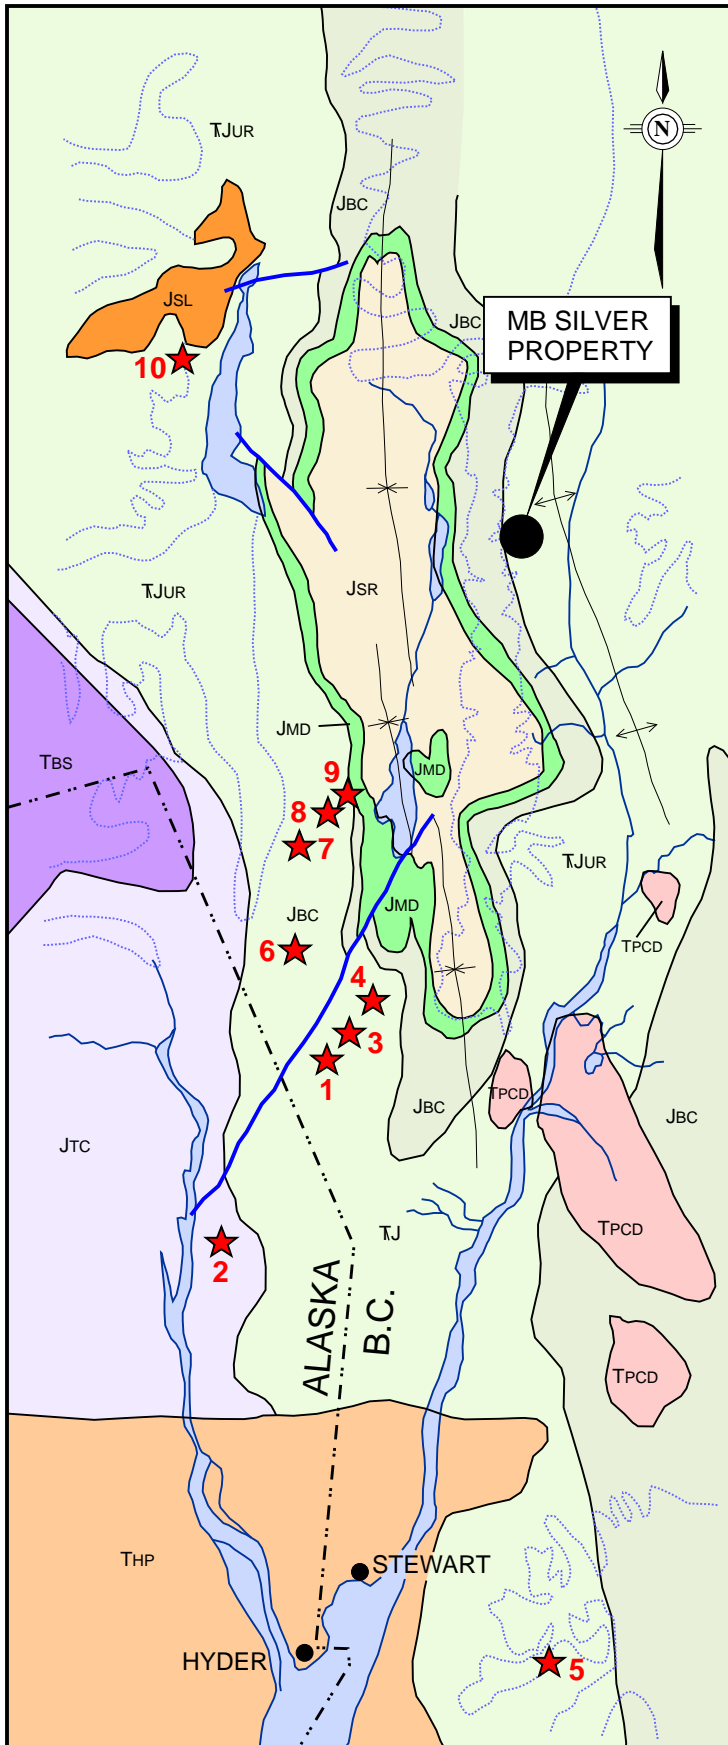 TJUR
N
JBC
JSL
JBC
MB SILVER
PROPERTY
10
TJUR
JSR
JMD
TBS
JMD
9
8
7
TJUR
JMD
JBC
TPCD
6
4
3
1
TPCD
JBC
JBC
JTC
TJ
TPCD
2
ALASKA
B.C.
TPCD
THP
STEWART
HYDER
5